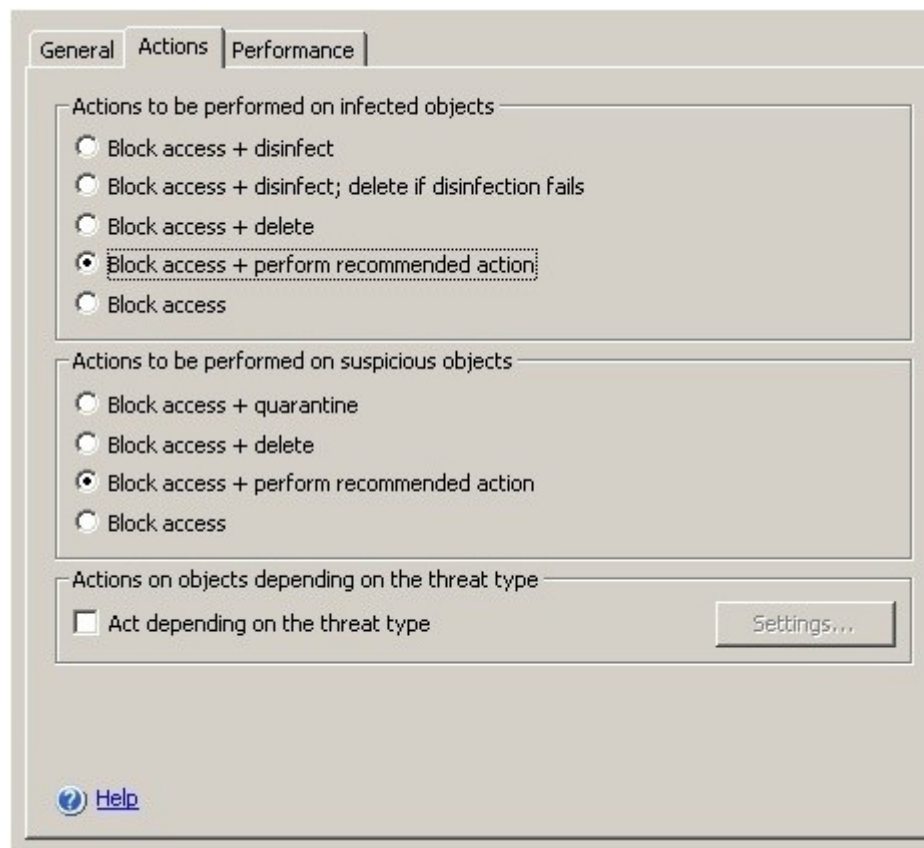 General Actions Performance
Actions to be performed on infected objects
Block access + disinfect
Block access + disinfect; delete if disinfection fails
Block access + delete
Block access + perform recommended action
Block access
Actions to be performed on suspicious objects
Block access + quarantine
Block access + delete
Block access + perform recommended action
Block access
Actions on objects depending on the threat type
Act depending on the threat type Settings...
Help